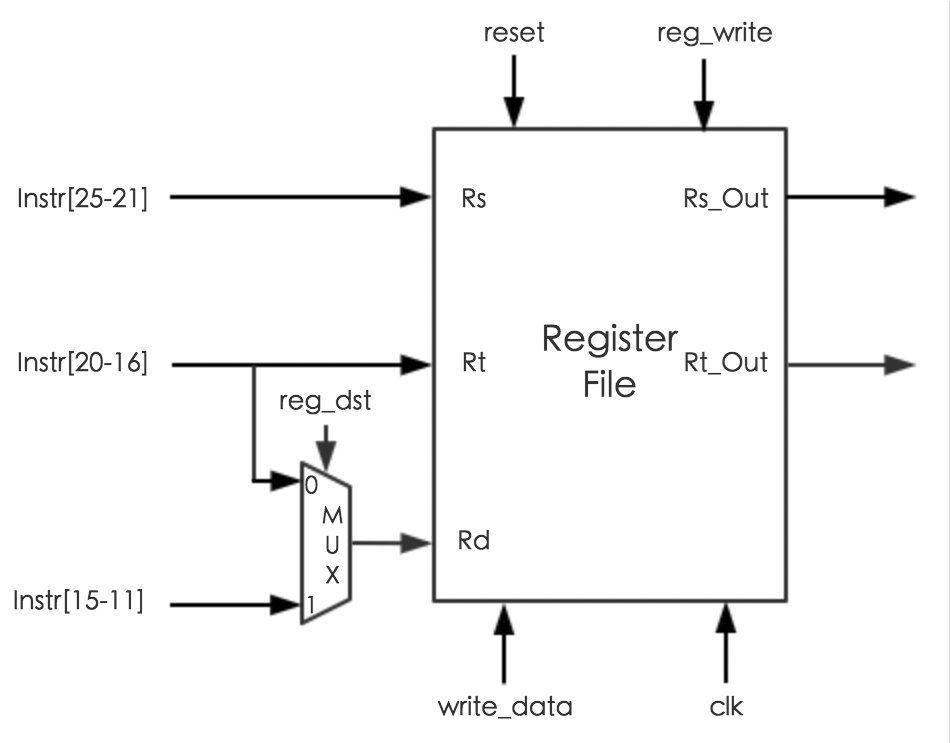 reset
reg_write
Instr[25-21]
Rs
Rs_Out
Instr[20-16]
Rt
Register
File
Rt_Out
reg_dst
0
M
U
X
1
Rd
Instr[15-11]
write_data
clk